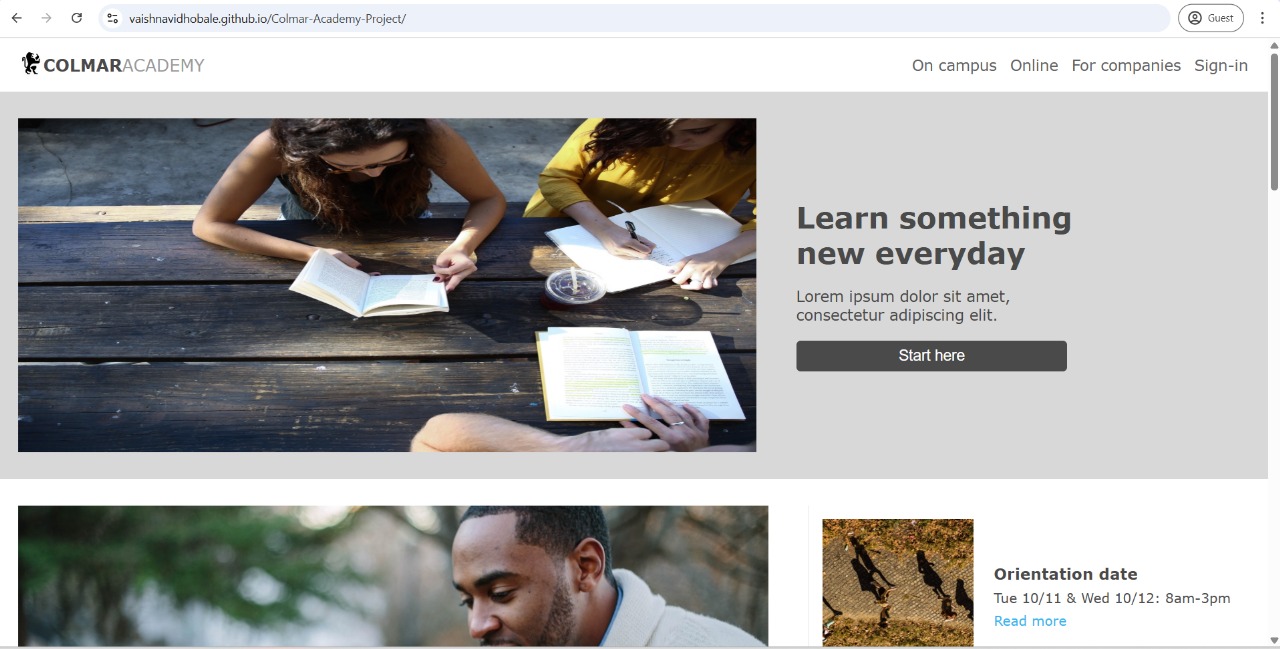 vaishnavidhobale.github.io/Colmar-Academy-Project/
Guest
COLMARACADEMY
On campus Online For companies Sign-in
Learn something
new everyday
Lorem ipsum dolor sit amet,
consectetur adipiscing elit.
Start here
Orientation date
Tue 10/11 & Wed 10/12: 8am-3pm
Read more